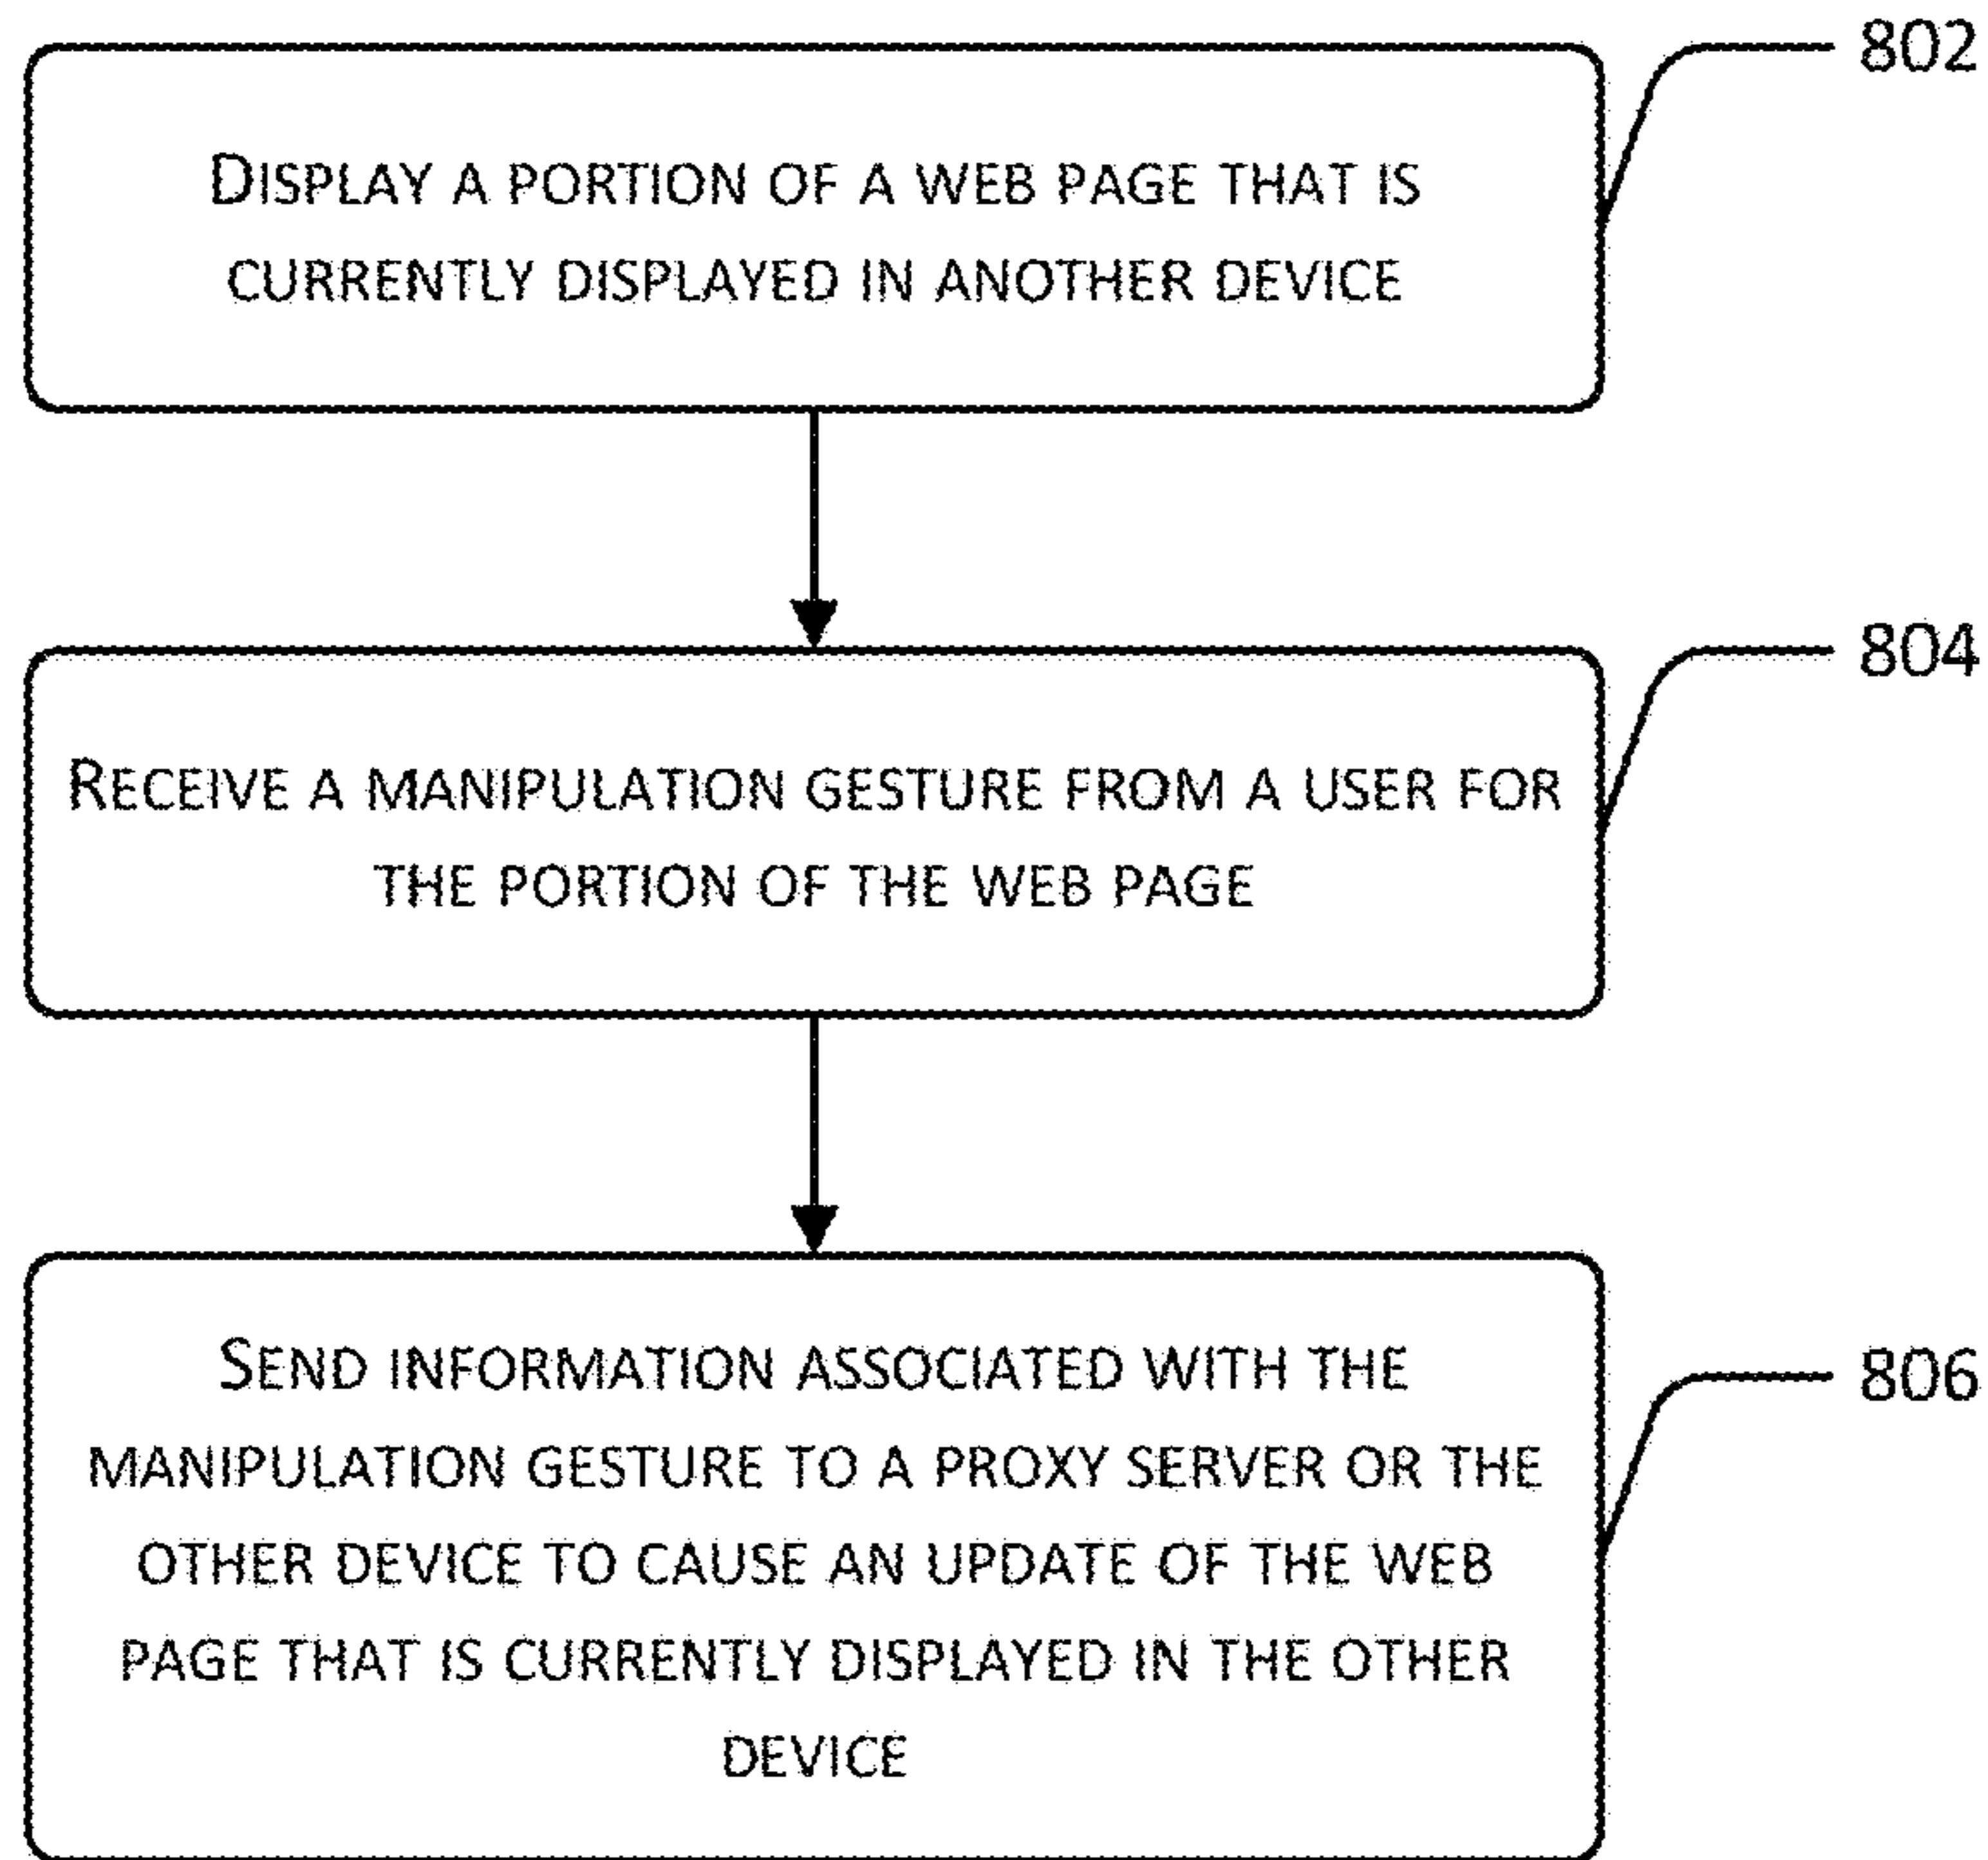 802
DISPLAY A PORTION OF A WEB PAGE THAT IS
CURRENTLY DISPLAYED IN ANOTHER DEVICE
804
RECEIVE A MANIPULATION GESTURE FROM A USER FOR
THE PORTION OF THE WEB PAGE
806
SEND INFORMATION ASSOCIATED WITH THE
MANIPULATION GESTURE TO A PROXY SERVER OR THE
OTHER DEVICE TO CAUSE AN UPDATE OF THE WEB
PAGE THAT IS CURRENTLY DISPLAYED IN THE OTHER
DEVICE